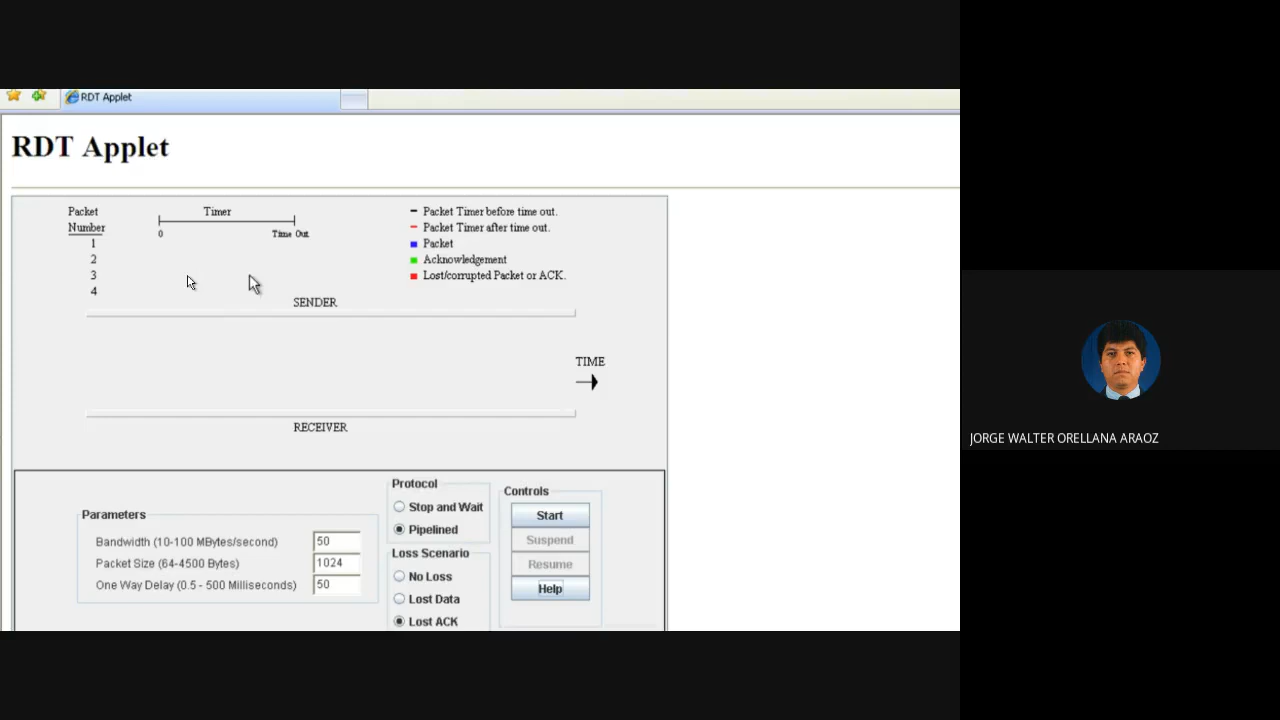 RDT Applet
RDT Applet
Packet
Number
1
2
3
4
Timer
0 Time Out
Packet Timer before time out.
Packet Timer after time out.
Packet
Acknowledgement
Lost/corrupted Packet or ACK.
SENDER
TIME
RECEIVER
Parameters
Bandwidth (10-100 MBytes/second) 50
Packet Size (64-4500 Bytes) 1024
One Way Delay (0.5 - 500 Milliseconds) 50
Protocol
Stop and Wait
Pipelined
Loss Scenario
No Loss
Lost Data
Lost ACK
Controls
Start
Suspend
Resume
Help
JORGE WALTER ORELLANA ARAOZ